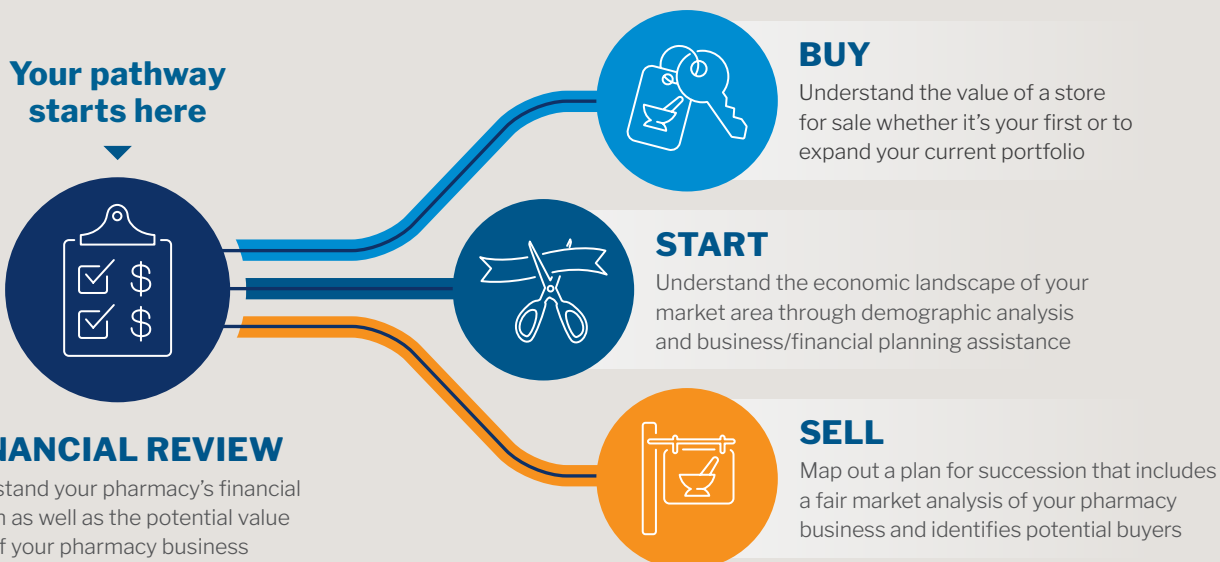 Your pathway
starts here
BUY
Understand the value of a store
for sale whether it's your first or to
expand your current portfolio
START
Understand the economic landscape of your
market area through demographic analysis
and business/financial planning assistance
SELL
Map out a plan for succession that includes
a fair market analysis of your pharmacy
business and identifies potential buyers
REVIEW
your pharmacy's financial
as well as the potential value
your pharmacy business